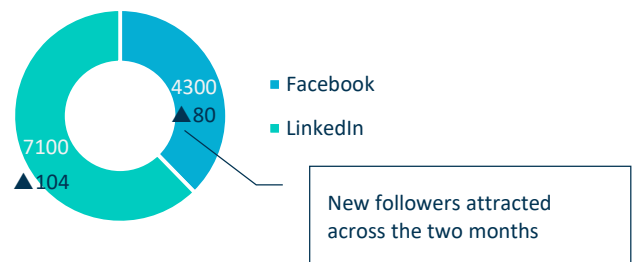 4300
▲80
7100
▲104
Facebook
LinkedIn
New followers attracted
across the two months